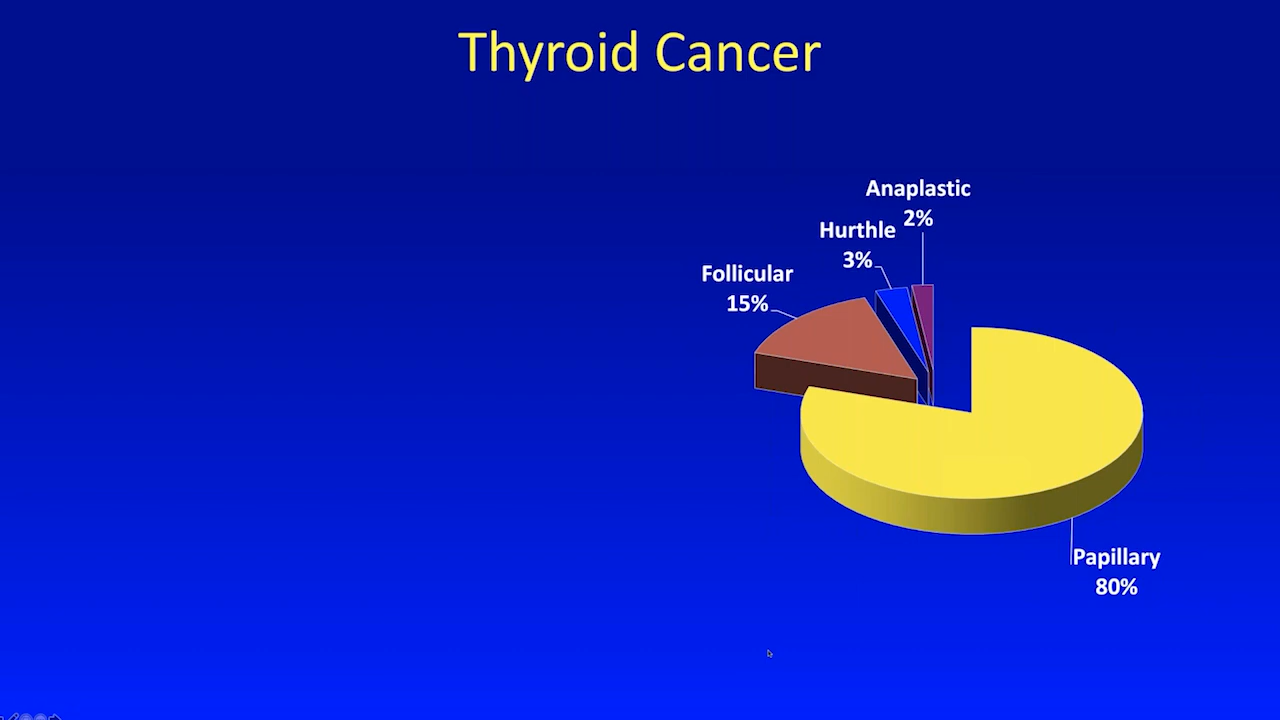 Thyroid Cancer
Anaplastic
2%
Hurthle
3%
Follicular
15%
Papillary
80%